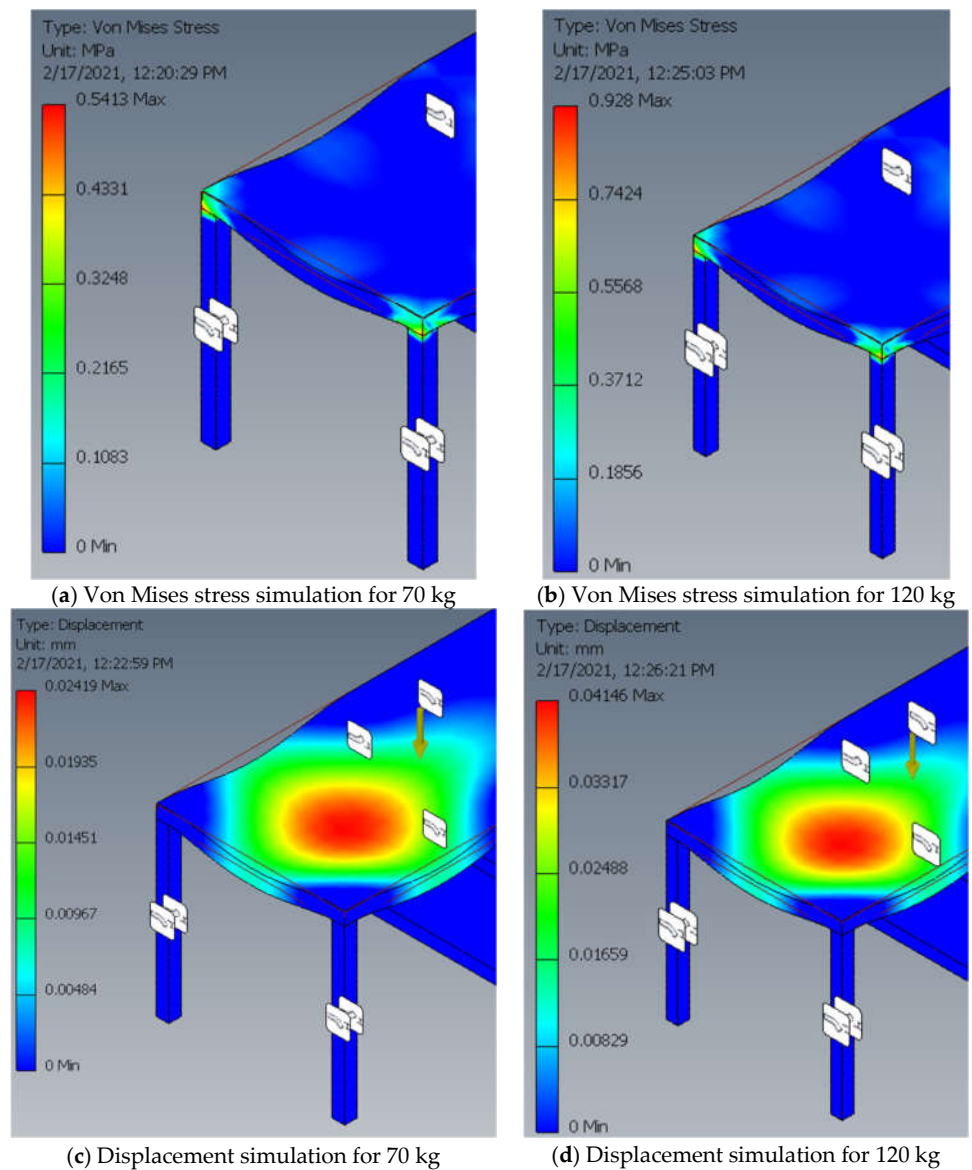 Type: Von Mises Stress
Unit: MPa
2/17/2021, 12:20:29 PM
0.5413 Max
0.4331
0.3248
0.2165
0.1083
0 Min
(a) Von Mises stress simulation for 70 kg
Type: Von Mises Stress
Unit: MPa
2/17/2021, 12:25:03 PM
0.928 Max
0.7424
0.5568
0.3712
0.1856
0 Min
(b) Von Mises stress simulation for 120 kg
Type: Displacement
Unit: mm
2/17/2021, 12:22:59 PM
0.02419 Max
0.01935
0.01451
0.00967
0.00484
0 Min
(c) Displacement simulation for 70 kg
Type: Displacement
Unit: mm
2/17/2021, 12:26:21 PM
0.04146 Max
0.03317
0.02488
0.01659
0.00829
0 Min
(d) Displacement simulation for 120 kg